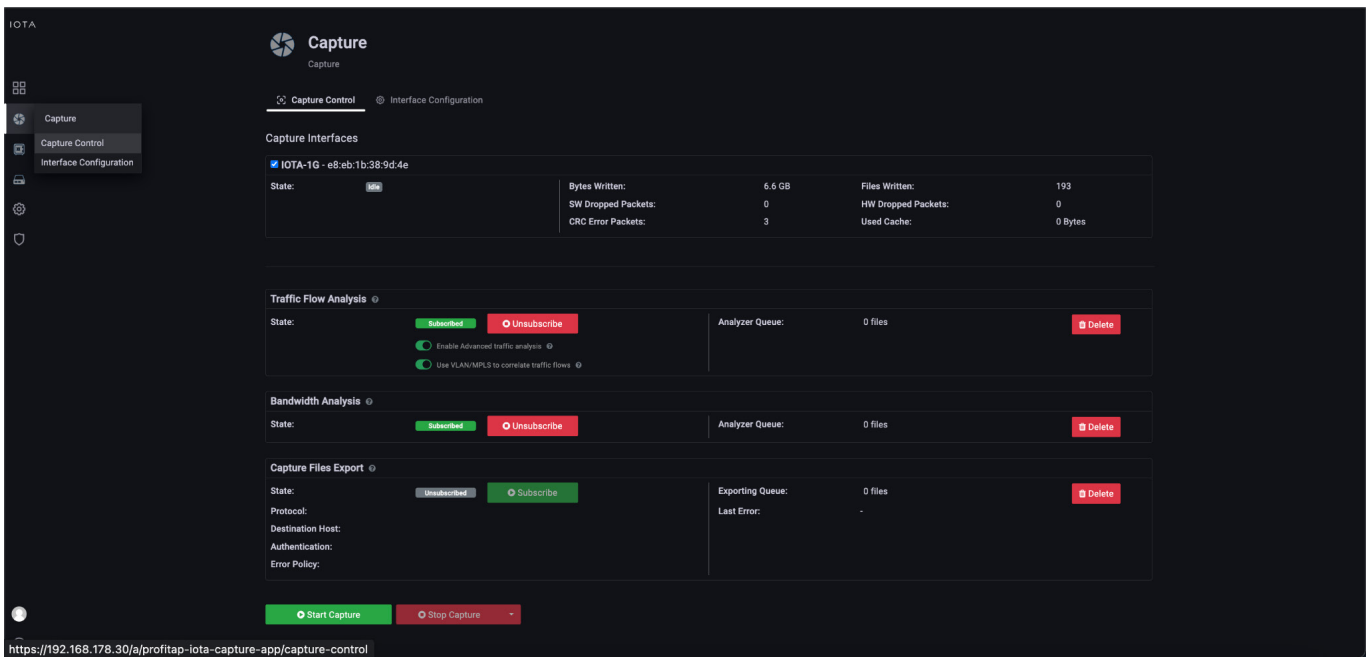 IOTA
Capture
Capture
Capture Control
Interface Configuration
Capture
Capture Control
Interface Configuration
Capture Interfaces
IOTA-1G - e8:eb:1b:38:9d:4e
State: Idle Bytes Written: 6.6 GB Files Written: 193
SW Dropped Packets: 0 HW Dropped Packets: 0
CRC Error Packets: 3 Used Cache: 0 Bytes
Traffic Flow Analysis
State: Subscribed Unsubscribe Analyzer Queue: 0 files Delete
Enable Advanced traffic analysis
Use VLAN/MPLS to correlate traffic flows
Bandwidth Analysis
State: Subscribed Unsubscribe Analyzer Queue: 0 files Delete
Capture Files Export
State: Unsubscribed Subscribe Exporting Queue: 0 files Delete
Protocol: Last Error: -
Destination Host:
Authentication:
Error Policy:
Start Capture Stop Capture
https://192.168.178.30/a/profitap-iota-capture-app/capture-control